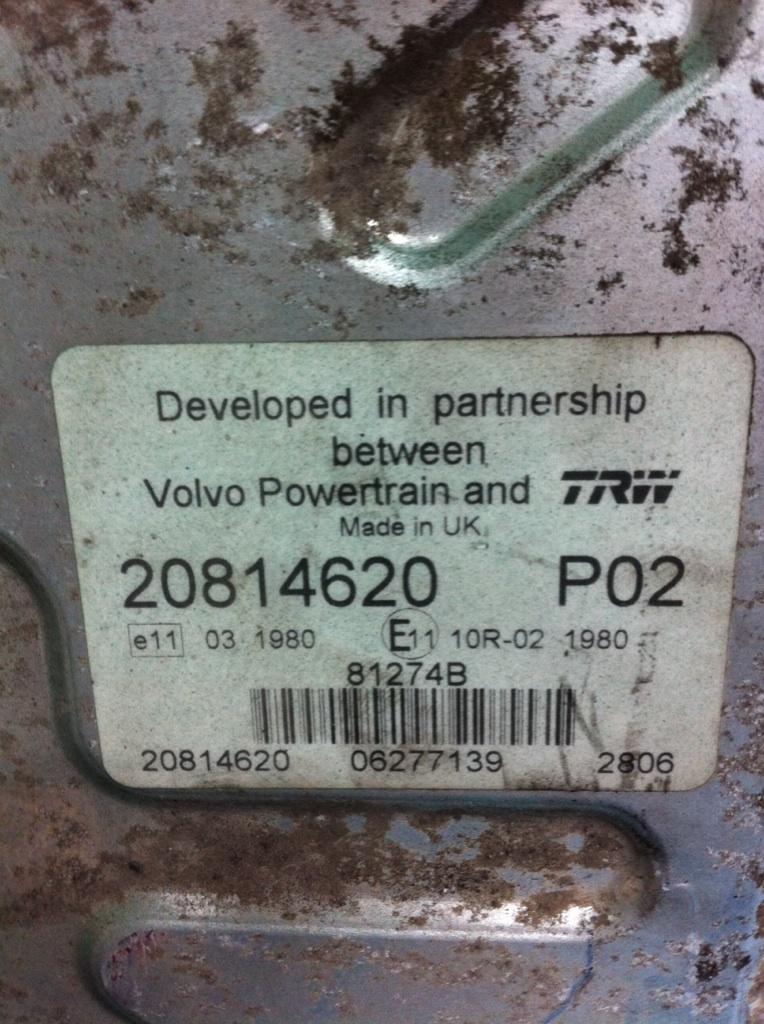 Developed in partnership
between
Volvo Powertrain and TRW
Made in UK
20814620 P02
e11 03 1980 E11 10R-02 1980
81274B
20814620 06277139 2806